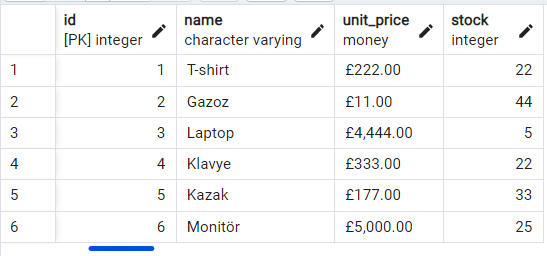 id name unit_price stock
[PK] integer character varying money integer
1 1 T-shirt £222.00 22
2 2 Gazoz £11.00 44
3 3 Laptop £4,444.00 5
4 4 Klavye £333.00 22
5 5 Kazak £177.00 33
6 6 Monitör £5,000.00 25